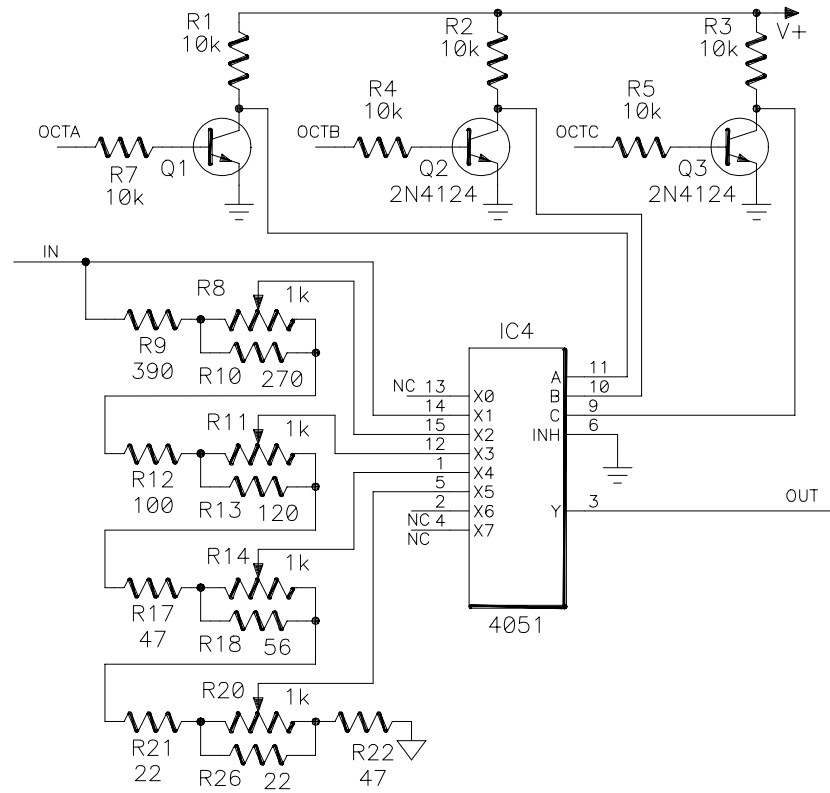 R1
10k
R2
10k
R3
10k
V+
R4
10k
R5
10k
OCTA
OCTB
OCTC
R7
10k
Q1
Q2
2N4124
Q3
2N4124
IN
R8
1k
R9
390
R10
270
IC4
A
11
B
10
C
9
INH
6
NC
13
X0
14
X1
15
X2
12
X3
1
X4
5
X5
2
X6
NC
4
X7
NC
Y
3
OUT
4051
R11
1k
R12
100
R13
120
R14
1k
R17
47
R18
56
R20
1k
R21
22
R26
22
R22
47